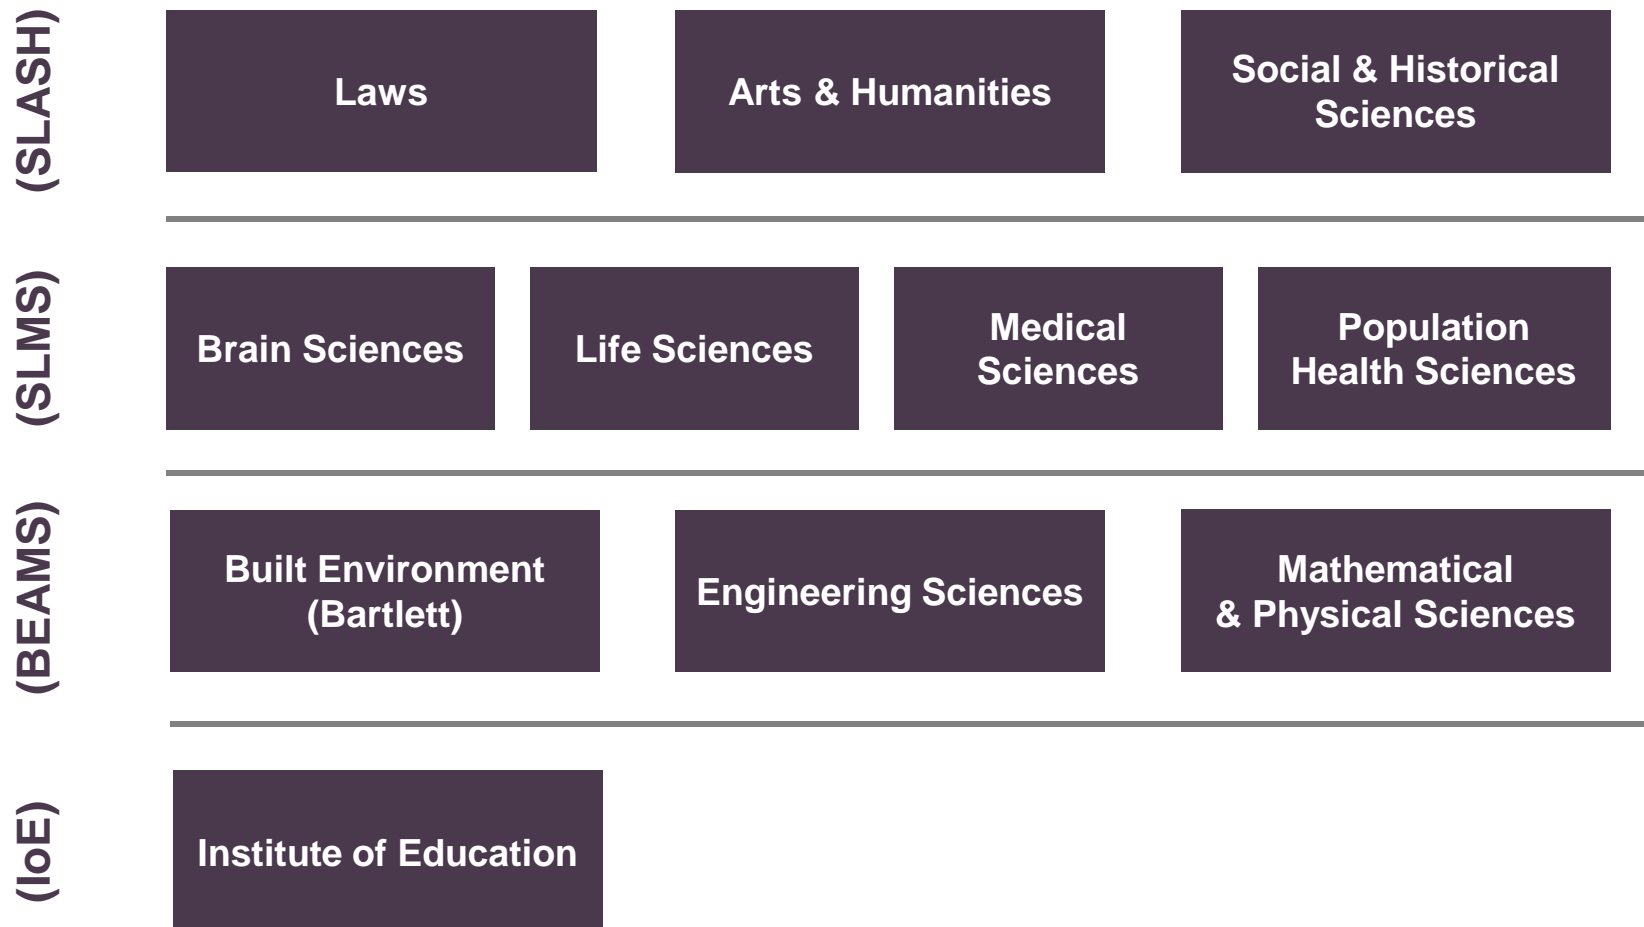 (SLASH)
Laws
Arts & Humanities
Social & Historical
Sciences
(SLMS)
Brain Sciences
Life Sciences
Medical
Sciences
Population
Health Sciences
(BEAMS)
Built Environment
(Bartlett)
Engineering Sciences
Mathematical
& Physical Sciences
(IoE)
Institute of Education